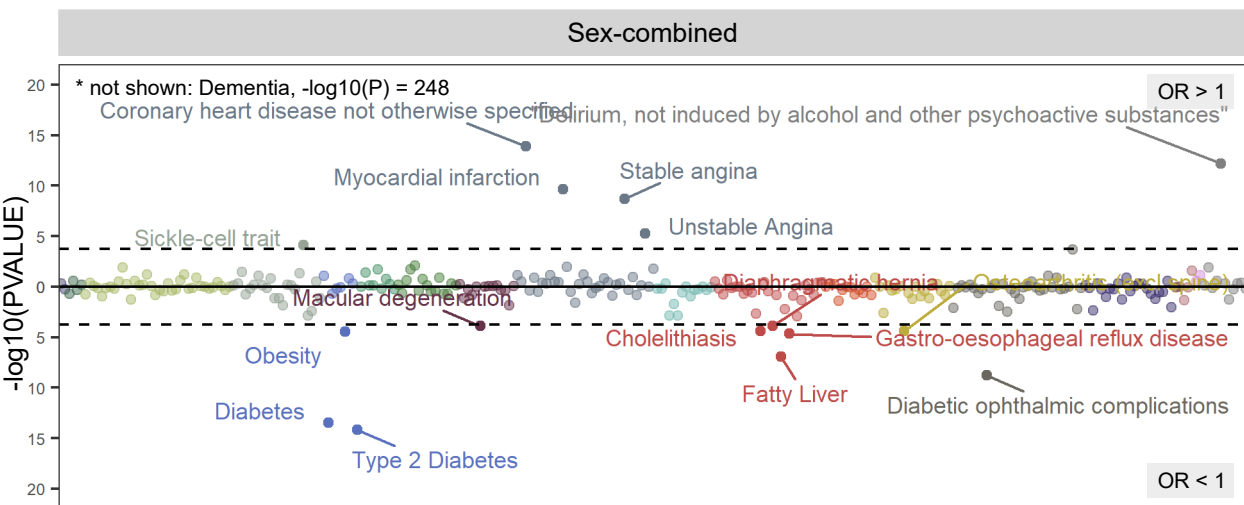 Sex-combined
* not shown: Dementia, -log10(P) = 248
OR > 1
Coronary heart disease not otherwise specified
"Delirium, not induced by alcohol and other psychoactive substances"
Myocardial infarction
Stable angina
Unstable Angina
Sickle-cell trait
Diaphragmatic hernia
Macular degeneration
Cholelithiasis
Gastro-oesophageal reflux disease
Obesity
Fatty Liver
Diabetic ophthalmic complications
Diabetes
Type 2 Diabetes
OR < 1
-log10(PVALUE)
20
15
10
5
0
5
10
15
20